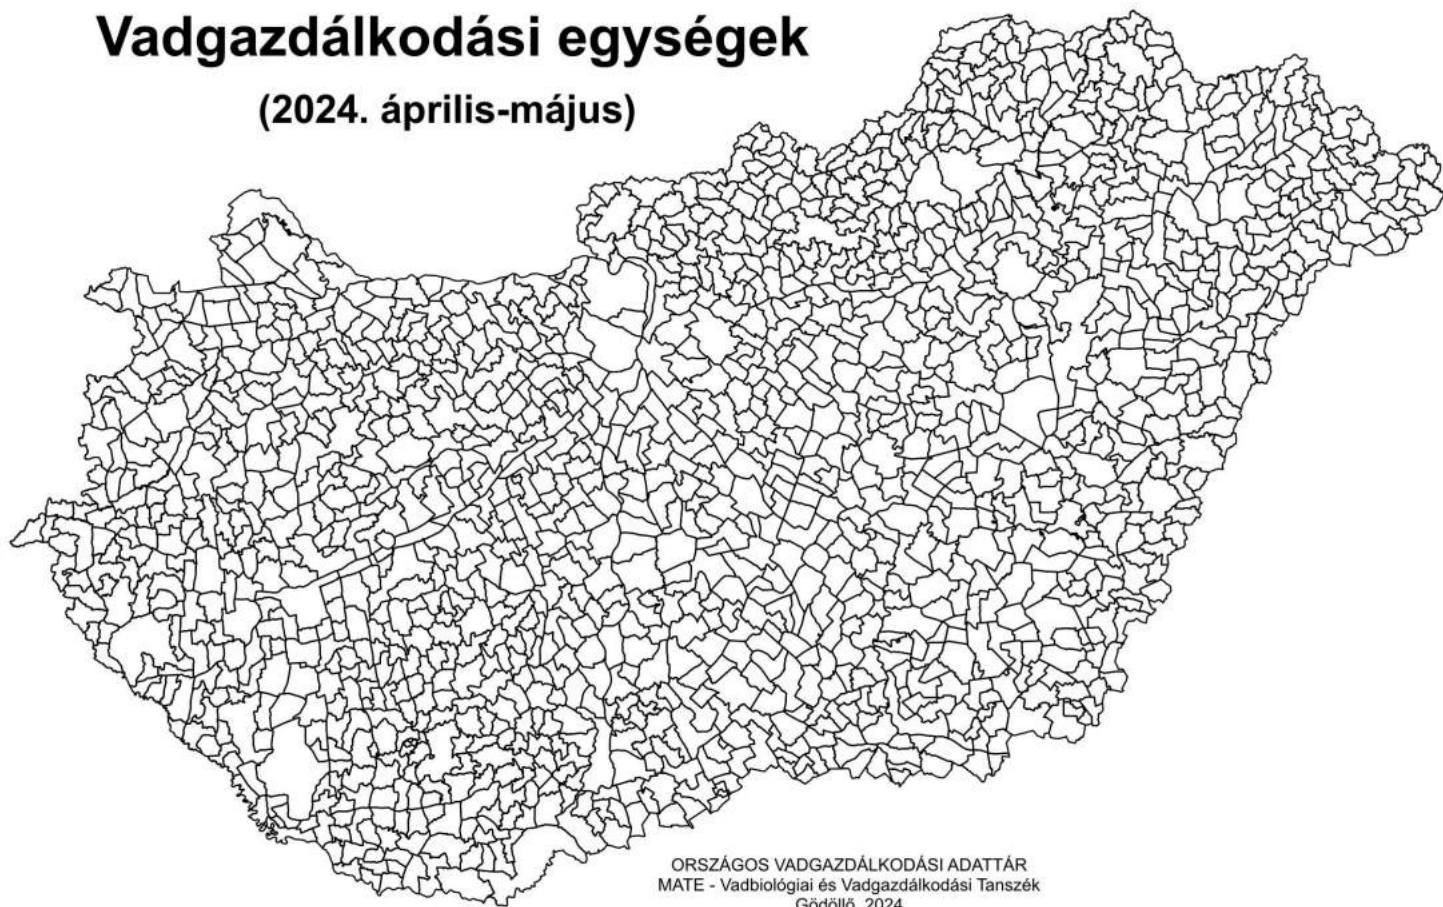 Vadgazdálkodási egységek
(2024. április-május)
ORSZÁGOS VADGAZDÁLKODÁSI ADATTÁR
MATE - Vadbiológiai és Vadgazdálkodási Tanszék
Gödöllő, 2024